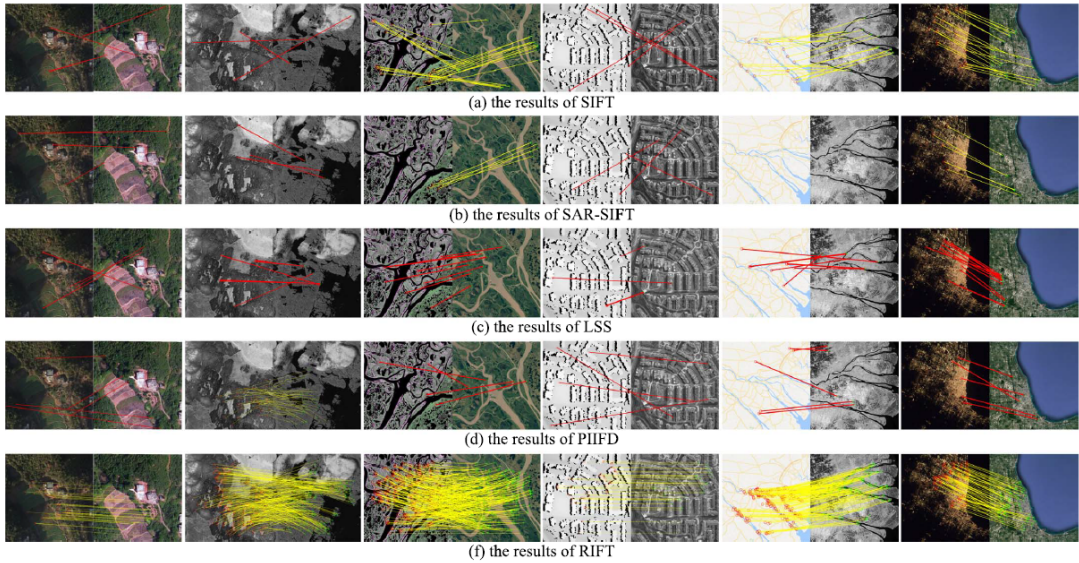 (a) the results of SIFT
(b) the results of SAR-SIFT
(c) the results of LSS
(d) the results of PIIFD
(f) the results of RIFT